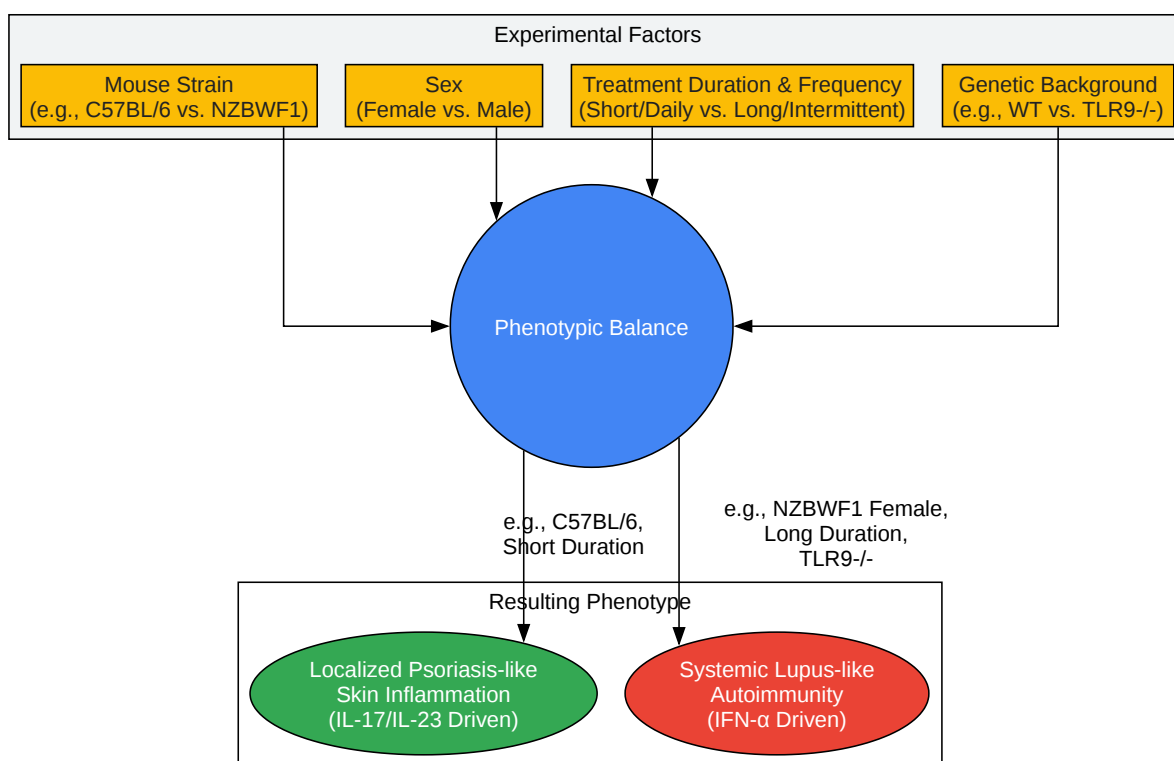 Experimental Factors
Mouse Strain
(e.g., C57BL/6 vs. NZBWF1)
Sex
(Female vs. Male)
Treatment Duration & Frequency
(Short/Daily vs. Long/Intermittent)
Genetic Background
(e.g., WT vs. TLR9-/-)
Phenotypic Balance
e.g., C57BL/6,
Short Duration
e.g., NZBWF1 Female,
Long Duration,
TLR9-/-
Resulting Phenotype
Localized Psoriasis-like
Skin Inflammation
(IL-17/IL-23 Driven)
Systemic Lupus-like
Autoimmunity
(IFN-α Driven)